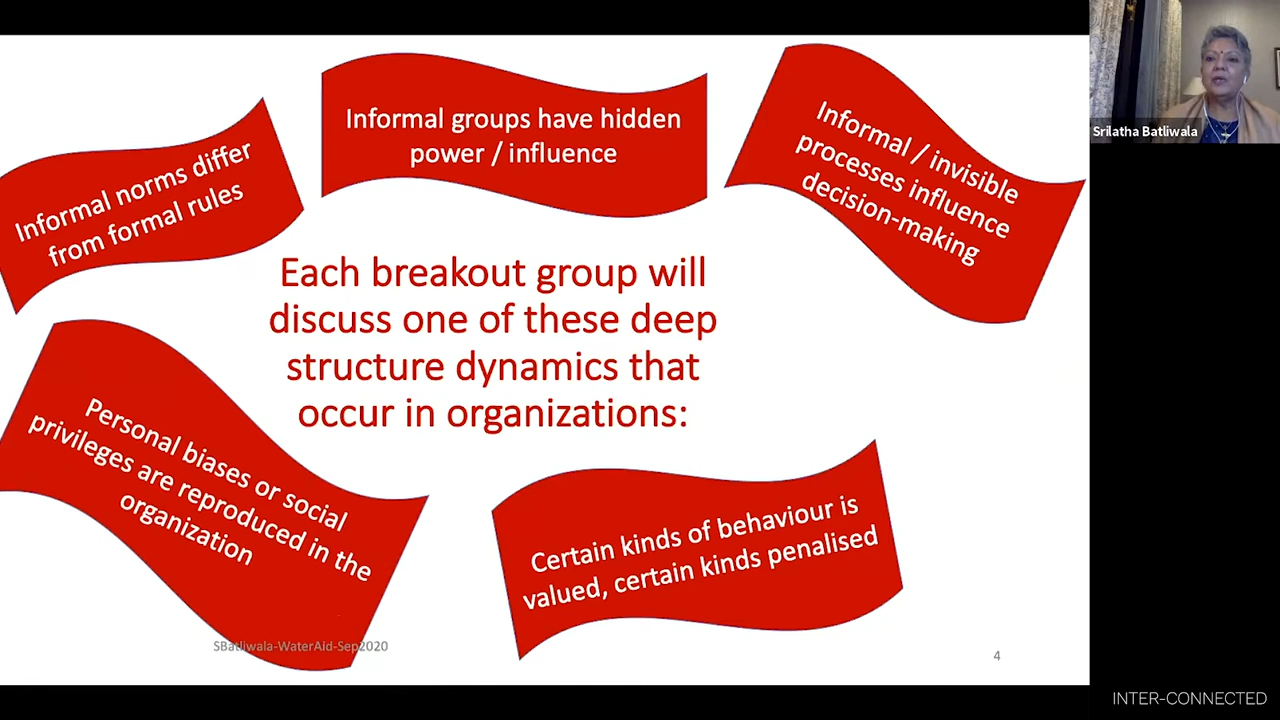 Informal norms differ
from formal rules
Informal groups have hidden
power / influence
Informal / invisible
processes influence
decision-making
Srilatha Batliwala
Each breakout group will
discuss one of these deep
structure dynamics that
occur in organizations:
Personal biases or social
privileges are reproduced in the
organization
Certain kinds of behaviour is
valued, certain kinds penalised
SBatliwala-WaterAid-Sep2020
4
INTER-CONNECTED